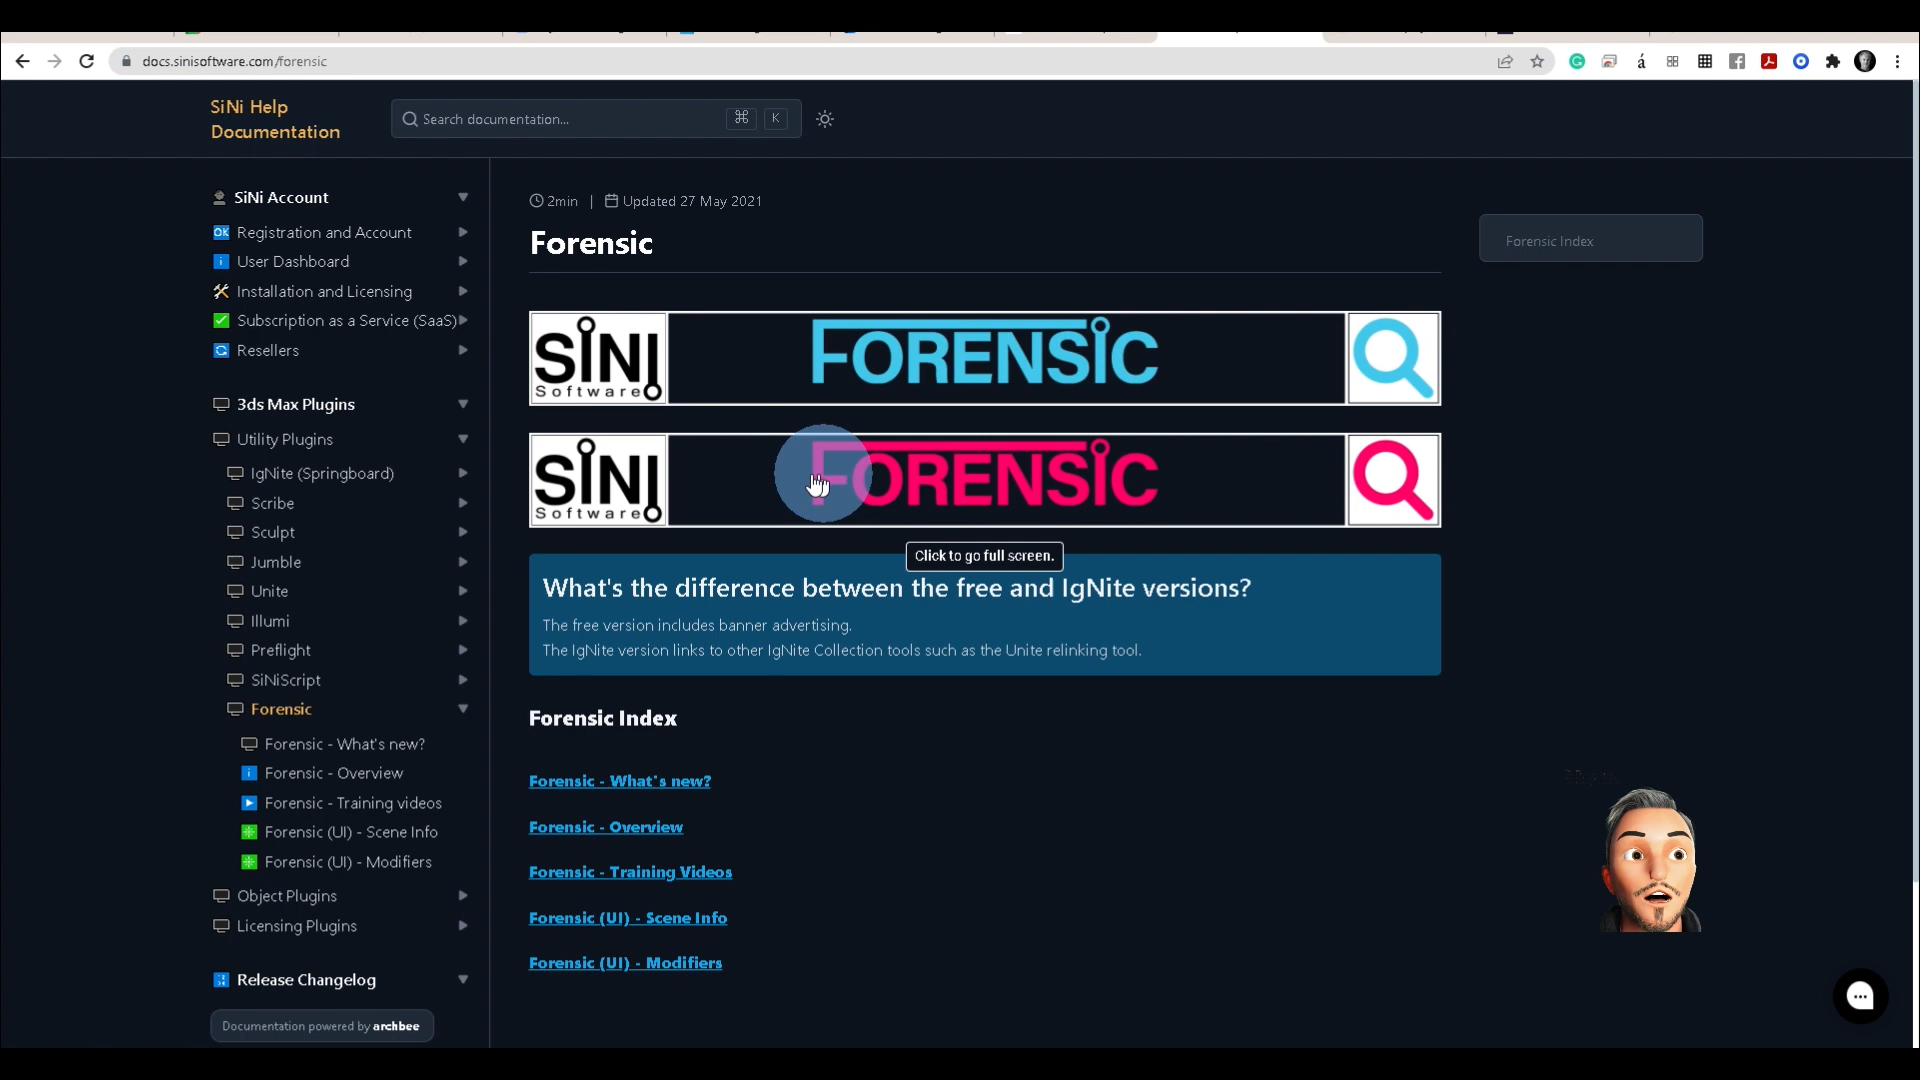 docs.sinisoftware.com/forensic
SiNi Help
Documentation
Search documentation...
⌘ K
SiNi Account
Registration and Account
User Dashboard
Installation and Licensing
Subscription as a Service (SaaS)
Resellers
3ds Max Plugins
Utility Plugins
IgNite (Springboard)
Scribe
Sculpt
Jumble
Unite
Illumi
Preflight
SiNiScript
Forensic
Forensic - What's new?
Forensic - Overview
Forensic - Training videos
Forensic (UI) - Scene Info
Forensic (UI) - Modifiers
Object Plugins
Licensing Plugins
Release Changelog
Documentation powered by archbee
2min | Updated 27 May 2021
Forensic
SiNi
Software
FORENSiC
SiNi
Software
FORENSiC
Click to go full screen.
What's the difference between the free and IgNite versions?
The free version includes banner advertising.
The IgNite version links to other IgNite Collection tools such as the Unite relinking tool.
Forensic Index
Forensic - What's new?
Forensic - Overview
Forensic - Training Videos
Forensic (UI) - Scene Info
Forensic (UI) - Modifiers
Forensic Index